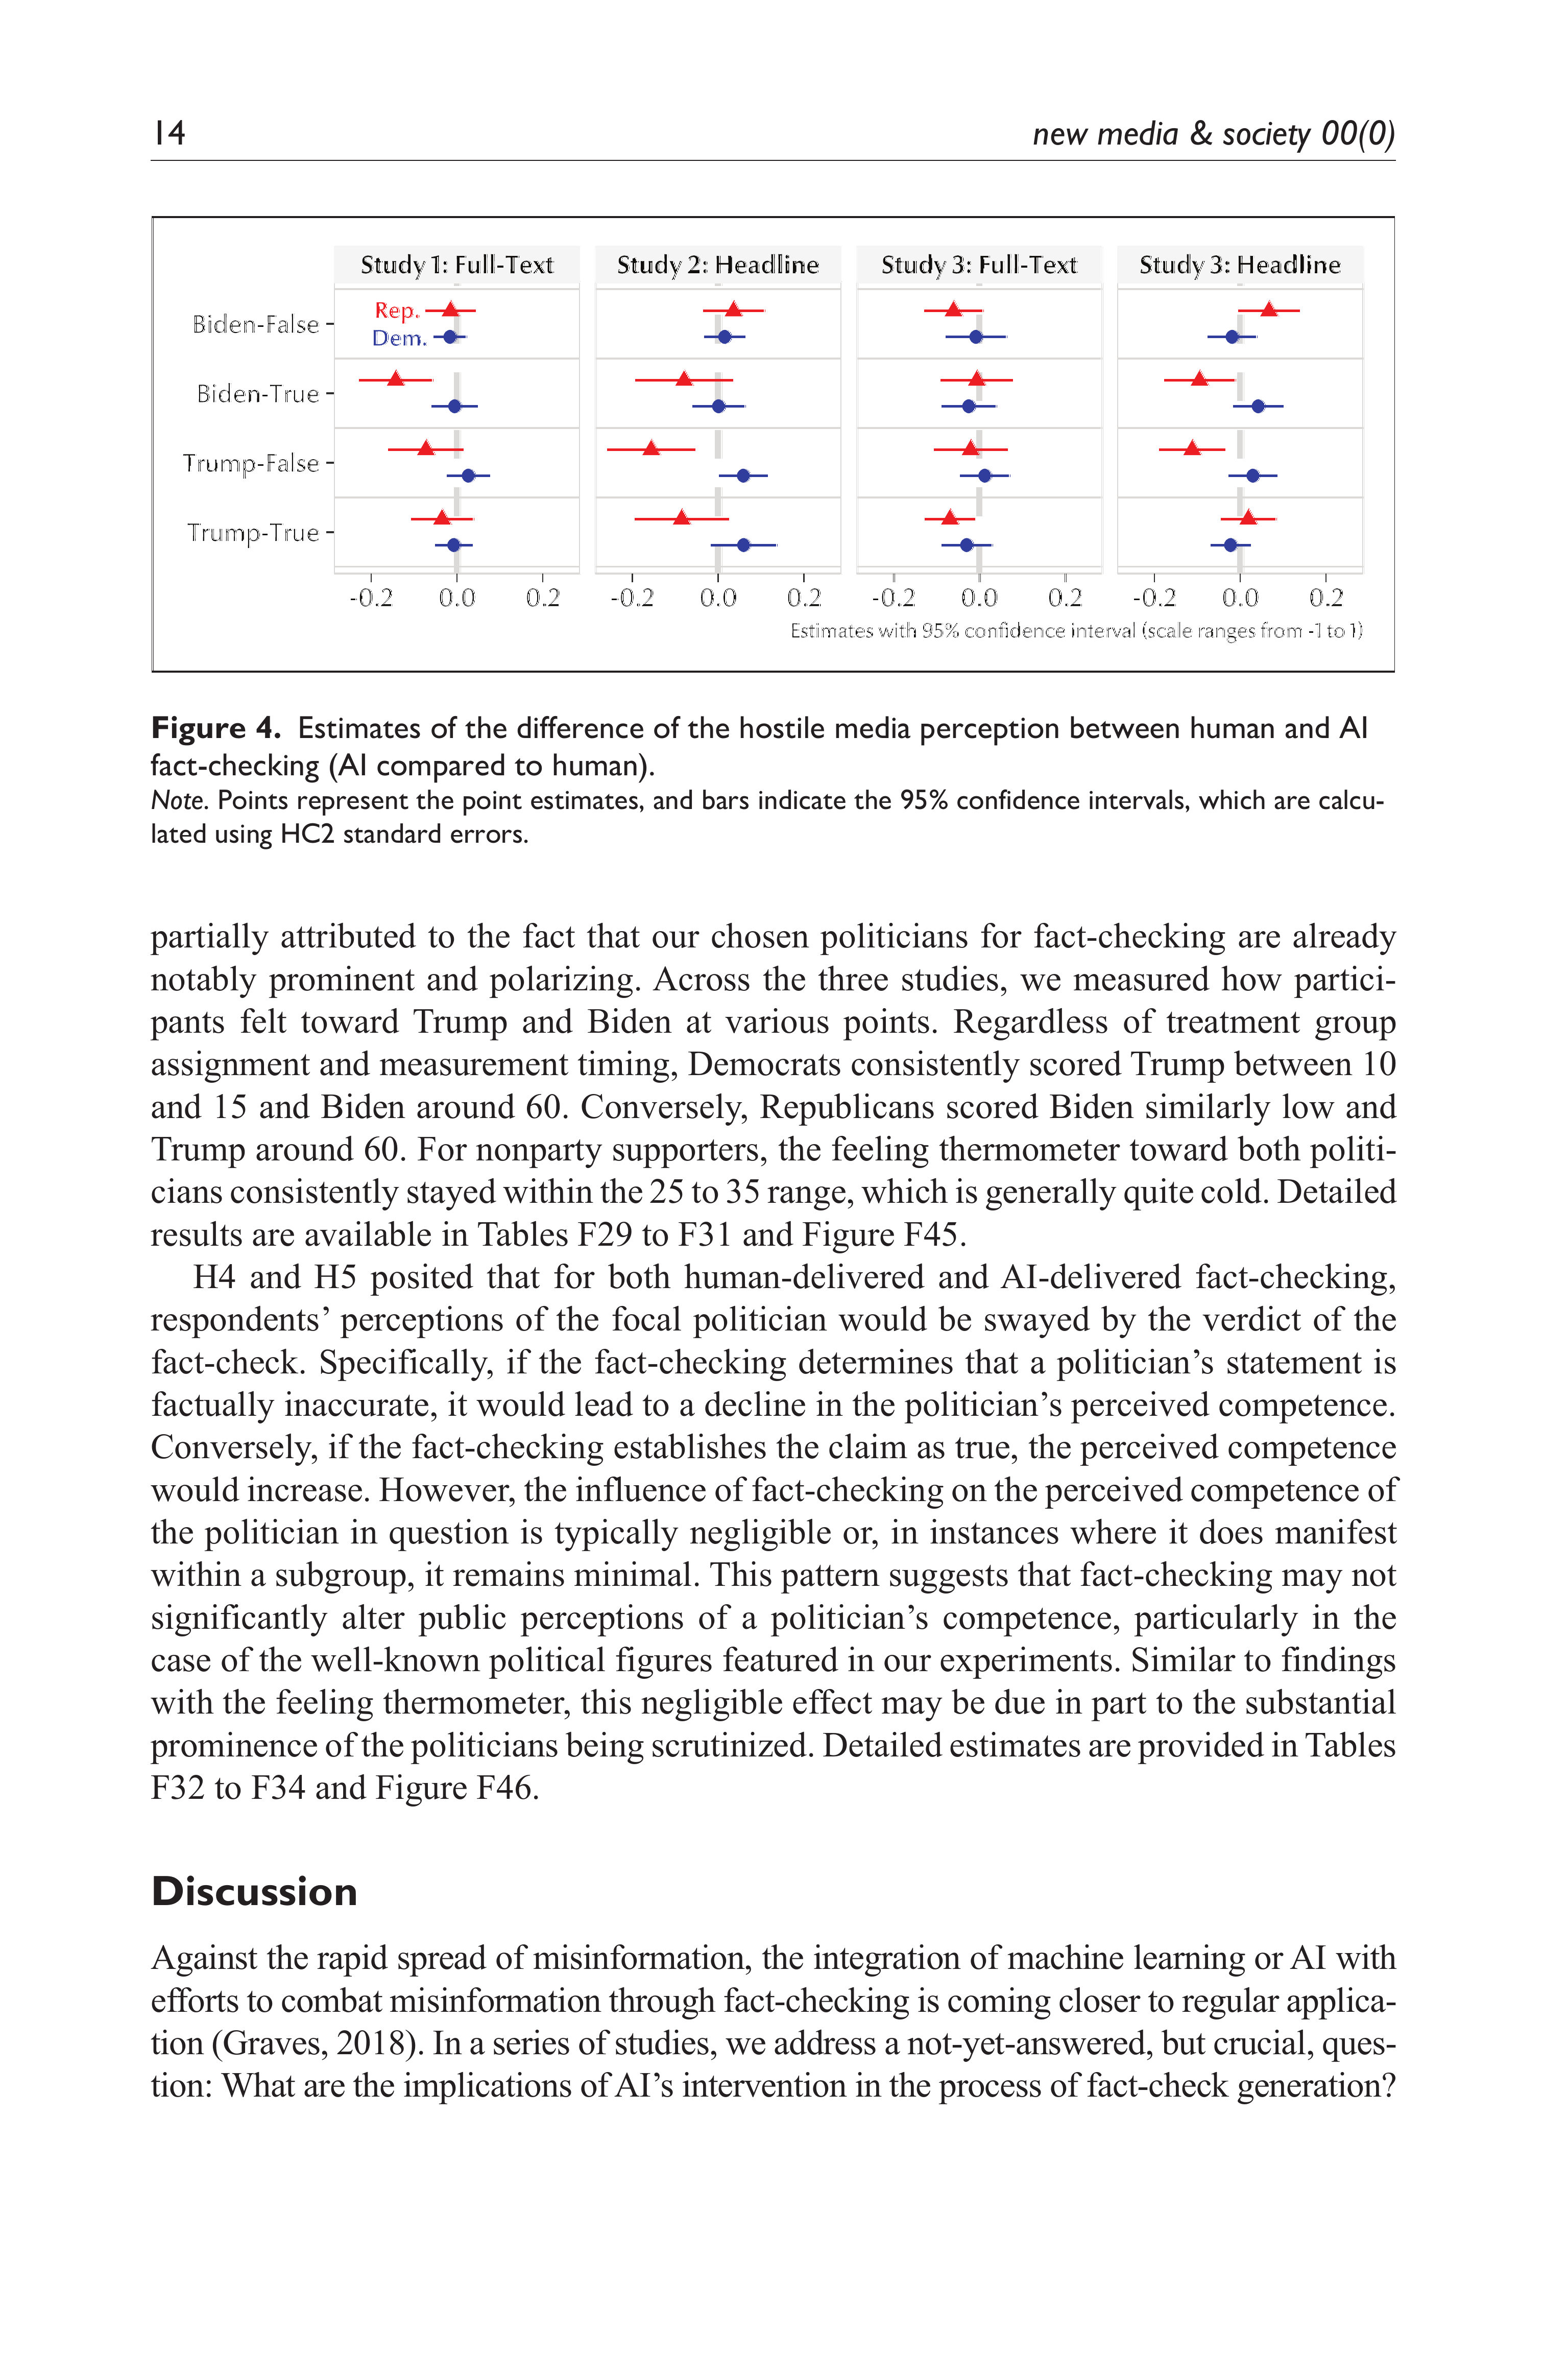 14
new media & society 00(0)
Study 1: Full-Text
Study 2: Headline
Study 3: Full-Text
Study 3: Headline
Rep.
Dem.
Biden-False
Biden-True
Trump-False
Trump-True
-0.2 0.0 0.2
-0.2 0.0 0.2
-0.2 0.0 0.2
-0.2 0.0 0.2
Estimates with 95% confidence interval (scale ranges from -1 to 1)
Figure 4. Estimates of the difference of the hostile media perception between human and AI
fact-checking (AI compared to human).
Note. Points represent the point estimates, and bars indicate the 95% confidence intervals, which are calcu-
lated using HC2 standard errors.
partially attributed to the fact that our chosen politicians for fact-checking are already
notably prominent and polarizing. Across the three studies, we measured how partici-
pants felt toward Trump and Biden at various points. Regardless of treatment group
assignment and measurement timing, Democrats consistently scored Trump between 10
and 15 and Biden around 60. Conversely, Republicans scored Biden similarly low and
Trump around 60. For nonparty supporters, the feeling thermometer toward both politi-
cians consistently stayed within the 25 to 35 range, which is generally quite cold. Detailed
results are available in Tables F29 to F31 and Figure F45.
H4 and H5 posited that for both human-delivered and AI-delivered fact-checking,
respondents’ perceptions of the focal politician would be swayed by the verdict of the
fact-check. Specifically, if the fact-checking determines that a politician’s statement is
factually inaccurate, it would lead to a decline in the politician’s perceived competence.
Conversely, if the fact-checking establishes the claim as true, the perceived competence
would increase. However, the influence of fact-checking on the perceived competence of
the politician in question is typically negligible or, in instances where it does manifest
within a subgroup, it remains minimal. This pattern suggests that fact-checking may not
significantly alter public perceptions of a politician’s competence, particularly in the
case of the well-known political figures featured in our experiments. Similar to findings
with the feeling thermometer, this negligible effect may be due in part to the substantial
prominence of the politicians being scrutinized. Detailed estimates are provided in Tables
F32 to F34 and Figure F46.
Discussion
Against the rapid spread of misinformation, the integration of machine learning or AI with
efforts to combat misinformation through fact-checking is coming closer to regular applica-
tion (Graves, 2018). In a series of studies, we address a not-yet-answered, but crucial, ques-
tion: What are the implications of AI’s intervention in the process of fact-check generation?